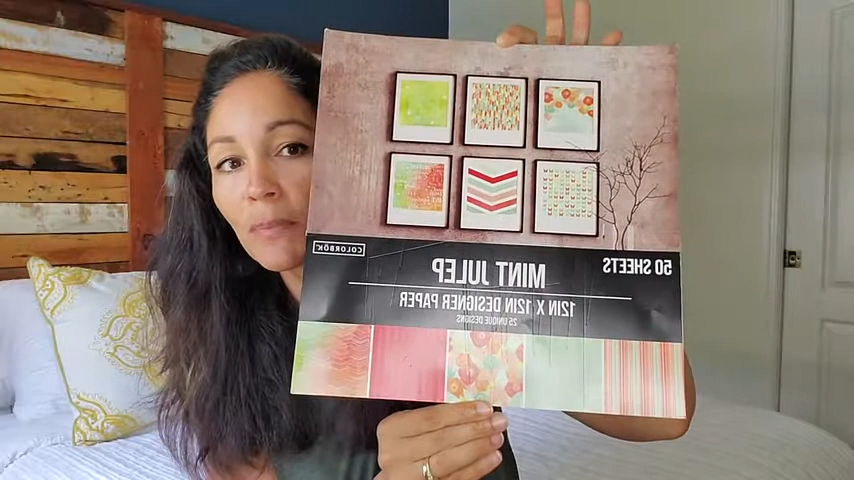 COLORBÖK
50 SHEETS
MINT JULEP
12IN X 12IN DESIGNER PAPER
25 UNIQUE DESIGNS